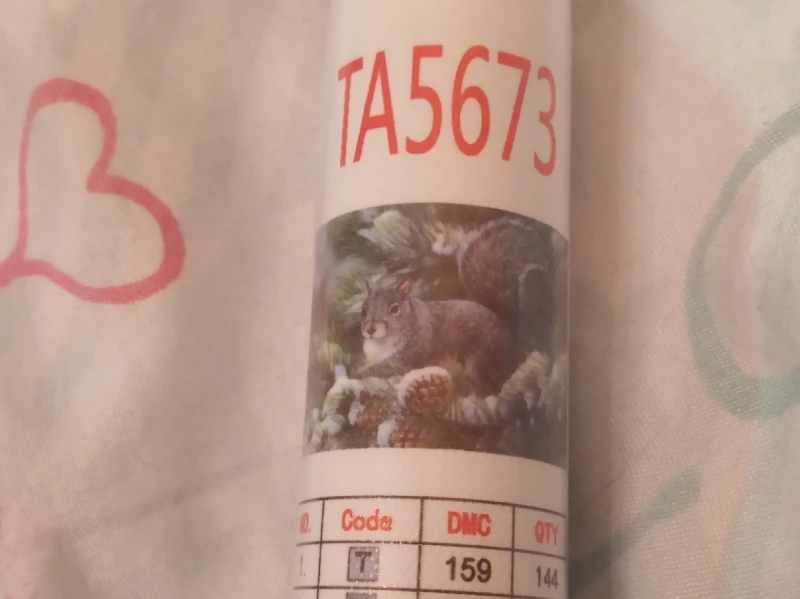 TA5673
NO. Code DMC QTY
1. T 159 144